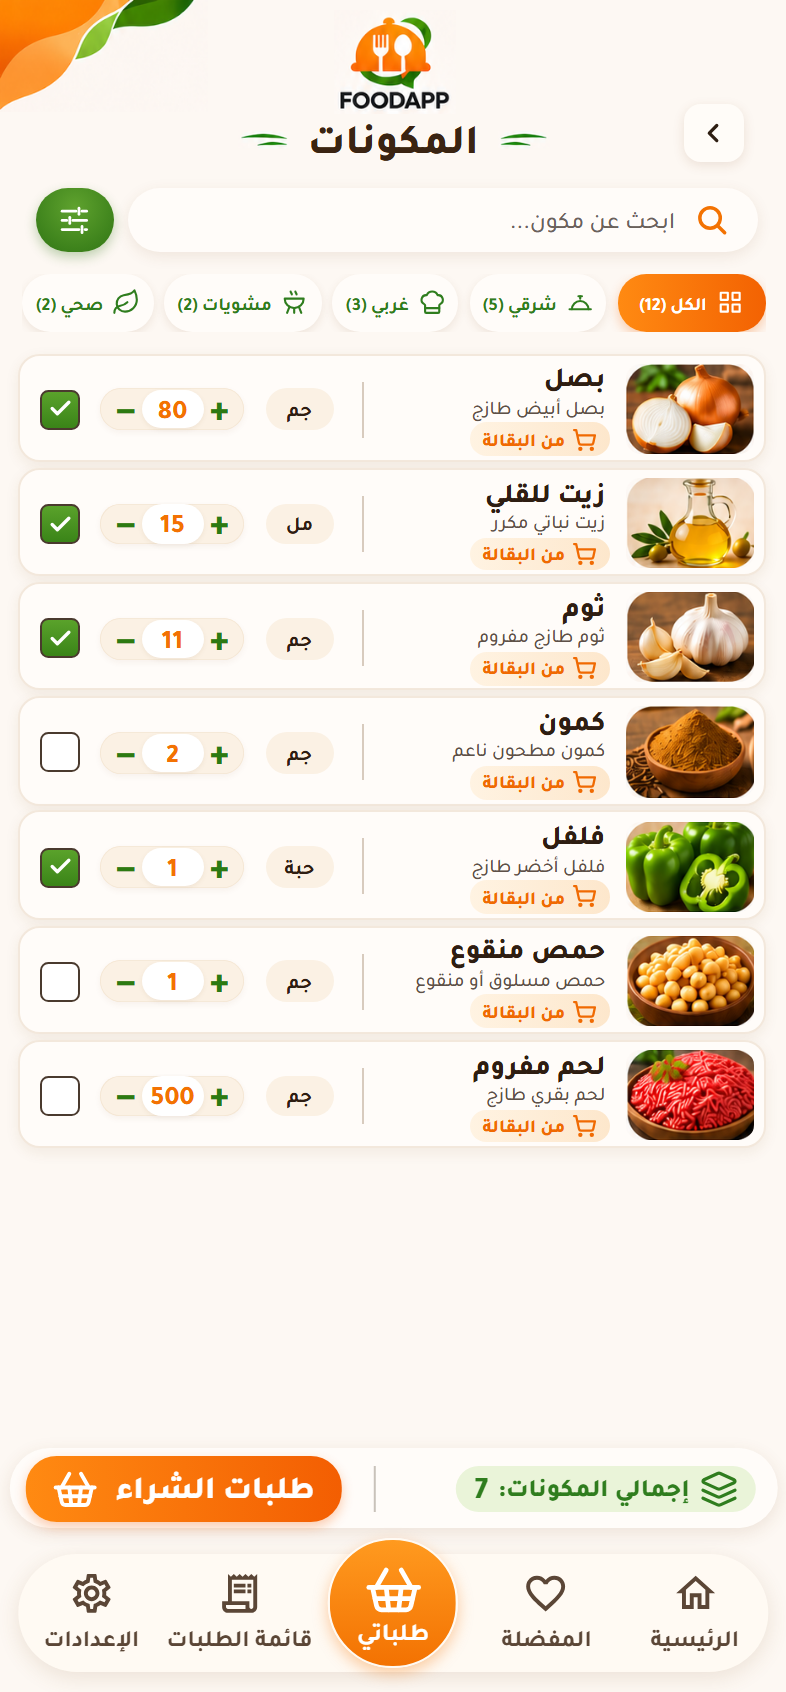 FOODAPP
المكونات
ابحث عن مكون...
الكل (12)
شرقي (5)
غربي (3)
مشويات (2)
صحي (2)
بصل
بصل أبيض طازج
من البقالة
جم
+ 80 −
زيت للقلي
زيت نباتي مكرر
من البقالة
مل
+ 15 −
ثوم
ثوم طازج مفروم
من البقالة
جم
+ 11 −
كمون
كمون مطحون ناعم
من البقالة
جم
+ 2 −
فلفل
فلفل أخضر طازج
من البقالة
حبة
+ 1 −
حمص منقوع
حمص مسلوق أو منقوع
من البقالة
جم
+ 1 −
لحم مفروم
لحم بقري طازج
من البقالة
جم
+ 500 −
إجمالي المكونات: 7
طلبات الشراء
الرئيسية
المفضلة
طلباتي
قائمة الطلبات
الإعدادات